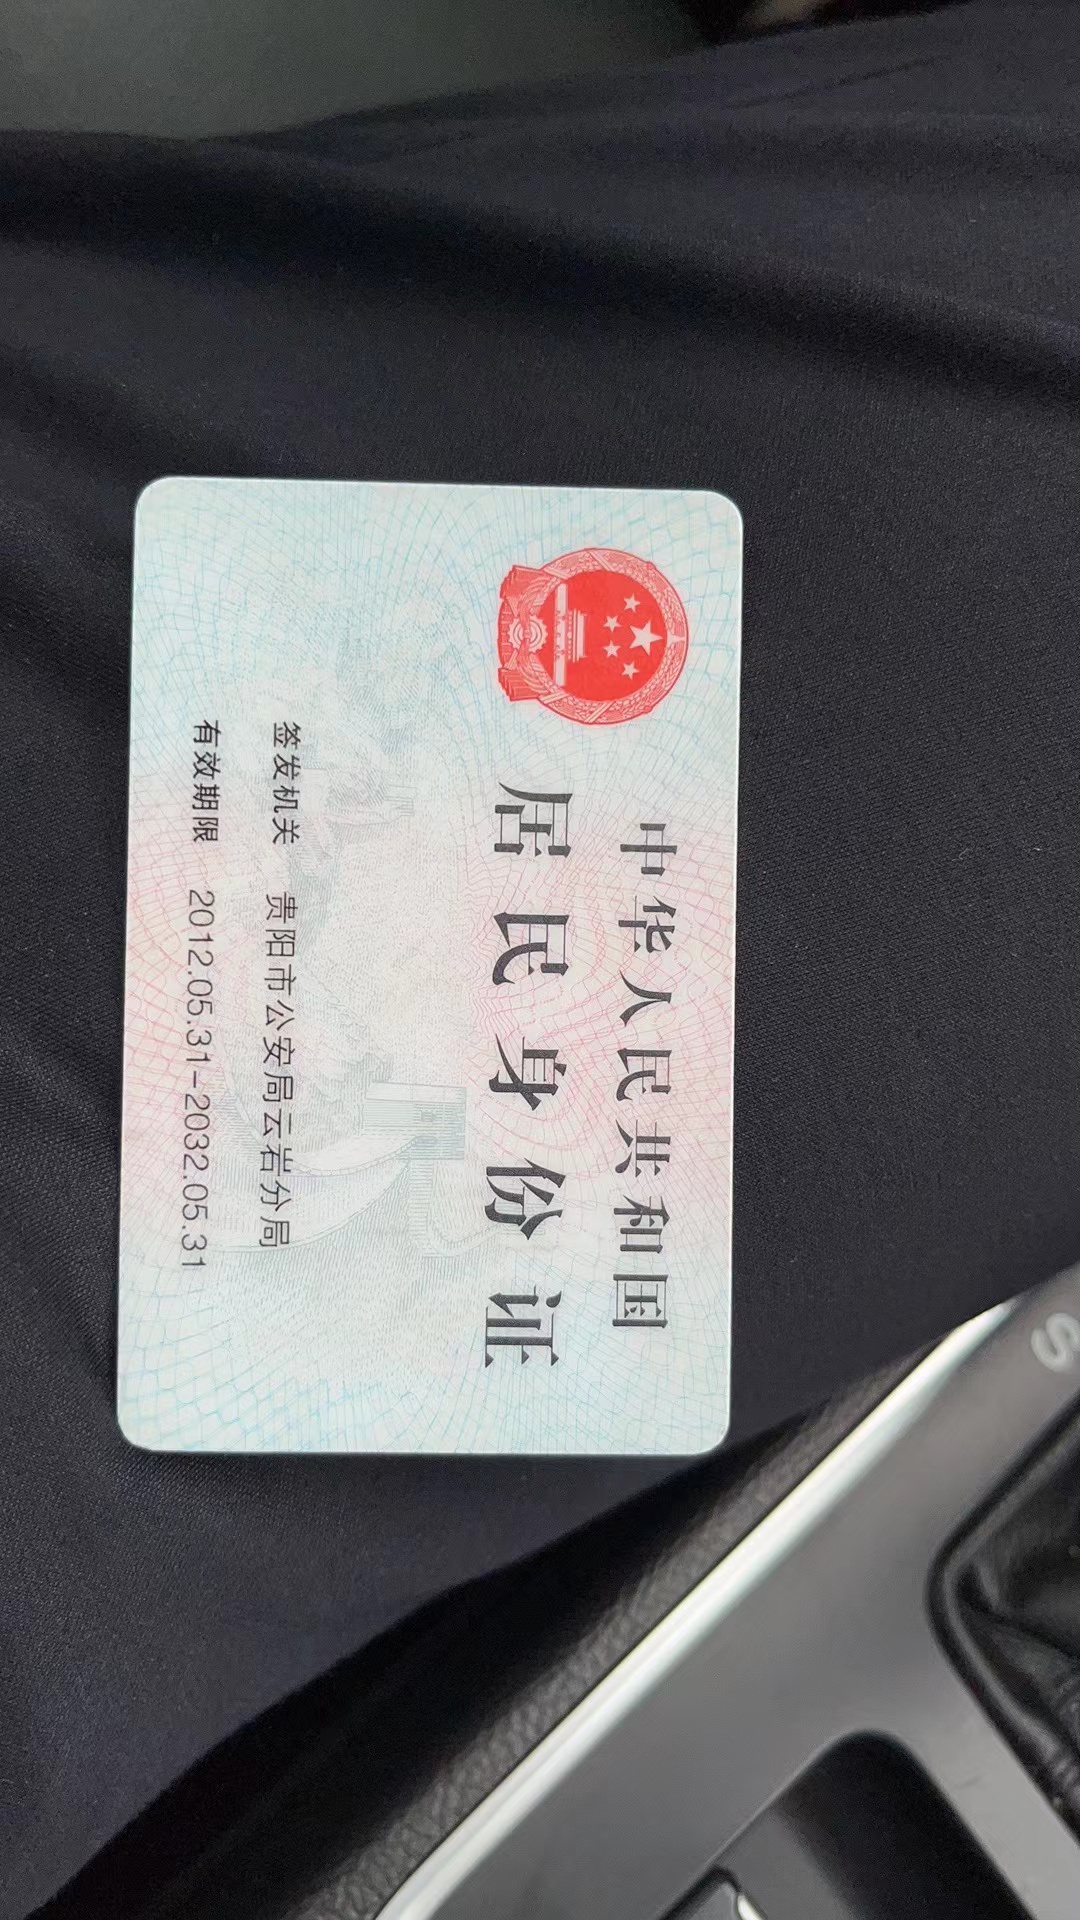 中华人民共和国
居民身份证
签发机关 贵阳市公安局云岩分局
有效期限 2012.05.31-2032.05.31
S